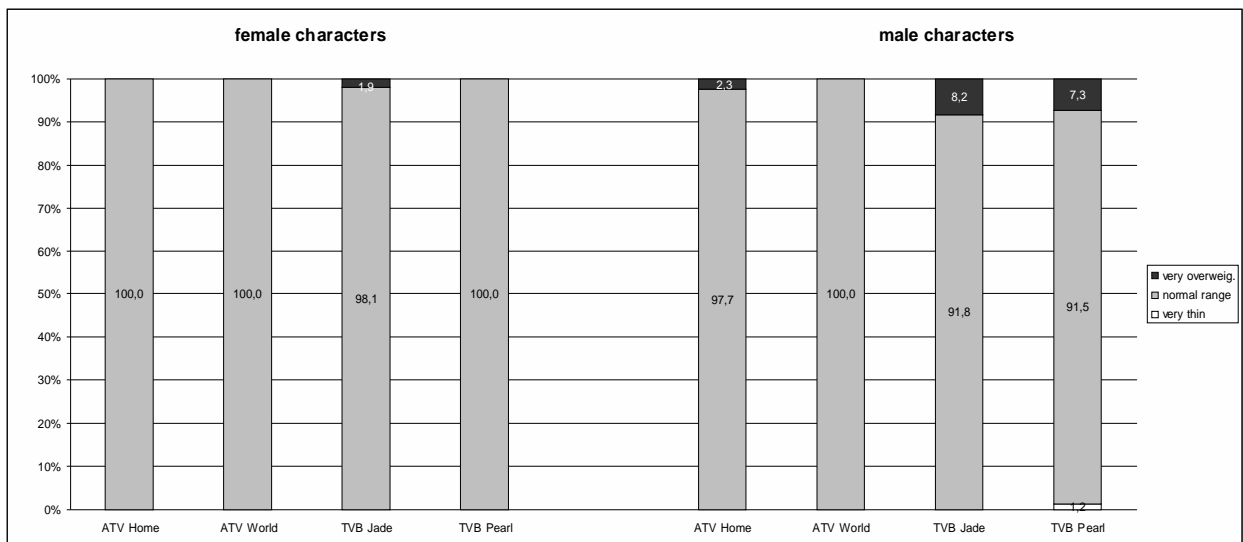 female characters
male characters
100%
90%
80%
70%
60%
50%
40%
30%
20%
10%
0%
1,9
100,0
100,0
98,1
100,0
2,3
8,2
7,3
97,7
100,0
91,8
91,5
1,2
very overweig.
normal range
very thin
ATV Home
ATV World
TVB Jade
TVB Pearl
ATV Home
ATV World
TVB Jade
TVB Pearl